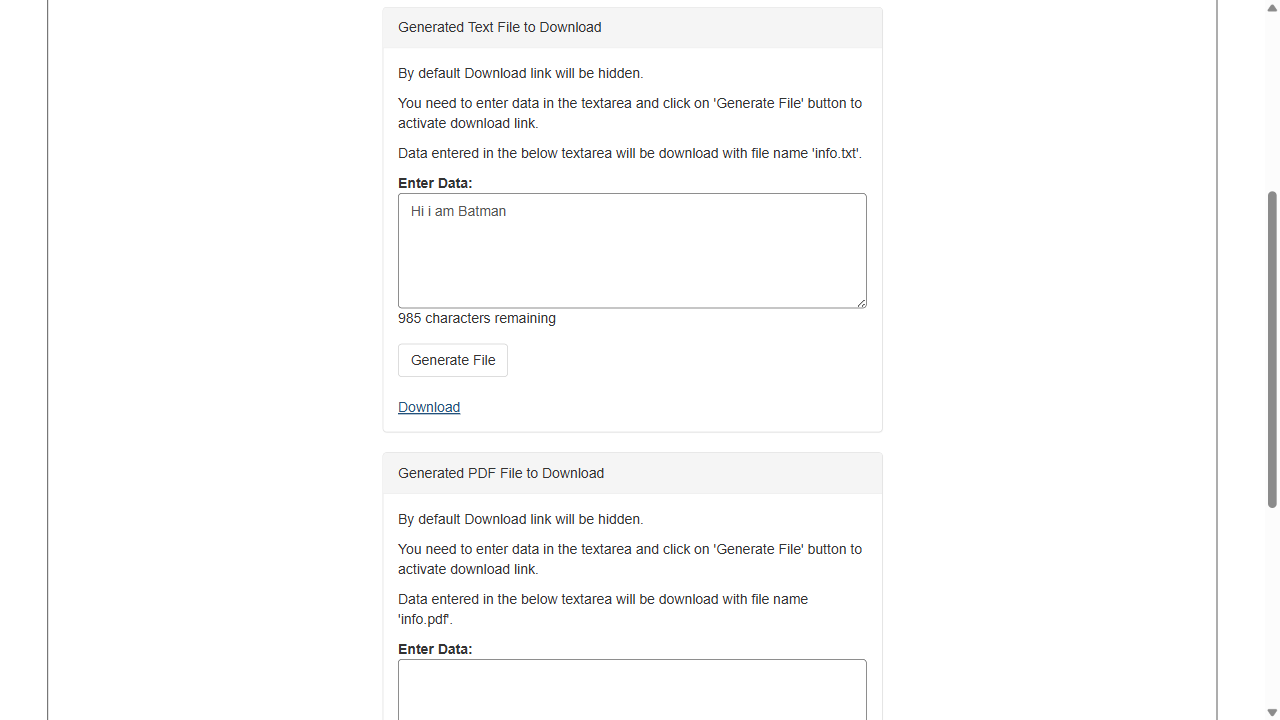 Generated Text File to Download
By default Download link will be hidden.
You need to enter data in the textarea and click on 'Generate File' button to
activate download link.
Data entered in the below textarea will be download with file name 'info.txt'.
Enter Data:
Hi i am Batman
985 characters remaining
Generate File
Download
Generated PDF File to Download
By default Download link will be hidden.
You need to enter data in the textarea and click on 'Generate File' button to
activate download link.
Data entered in the below textarea will be download with file name
'info.pdf'.
Enter Data: